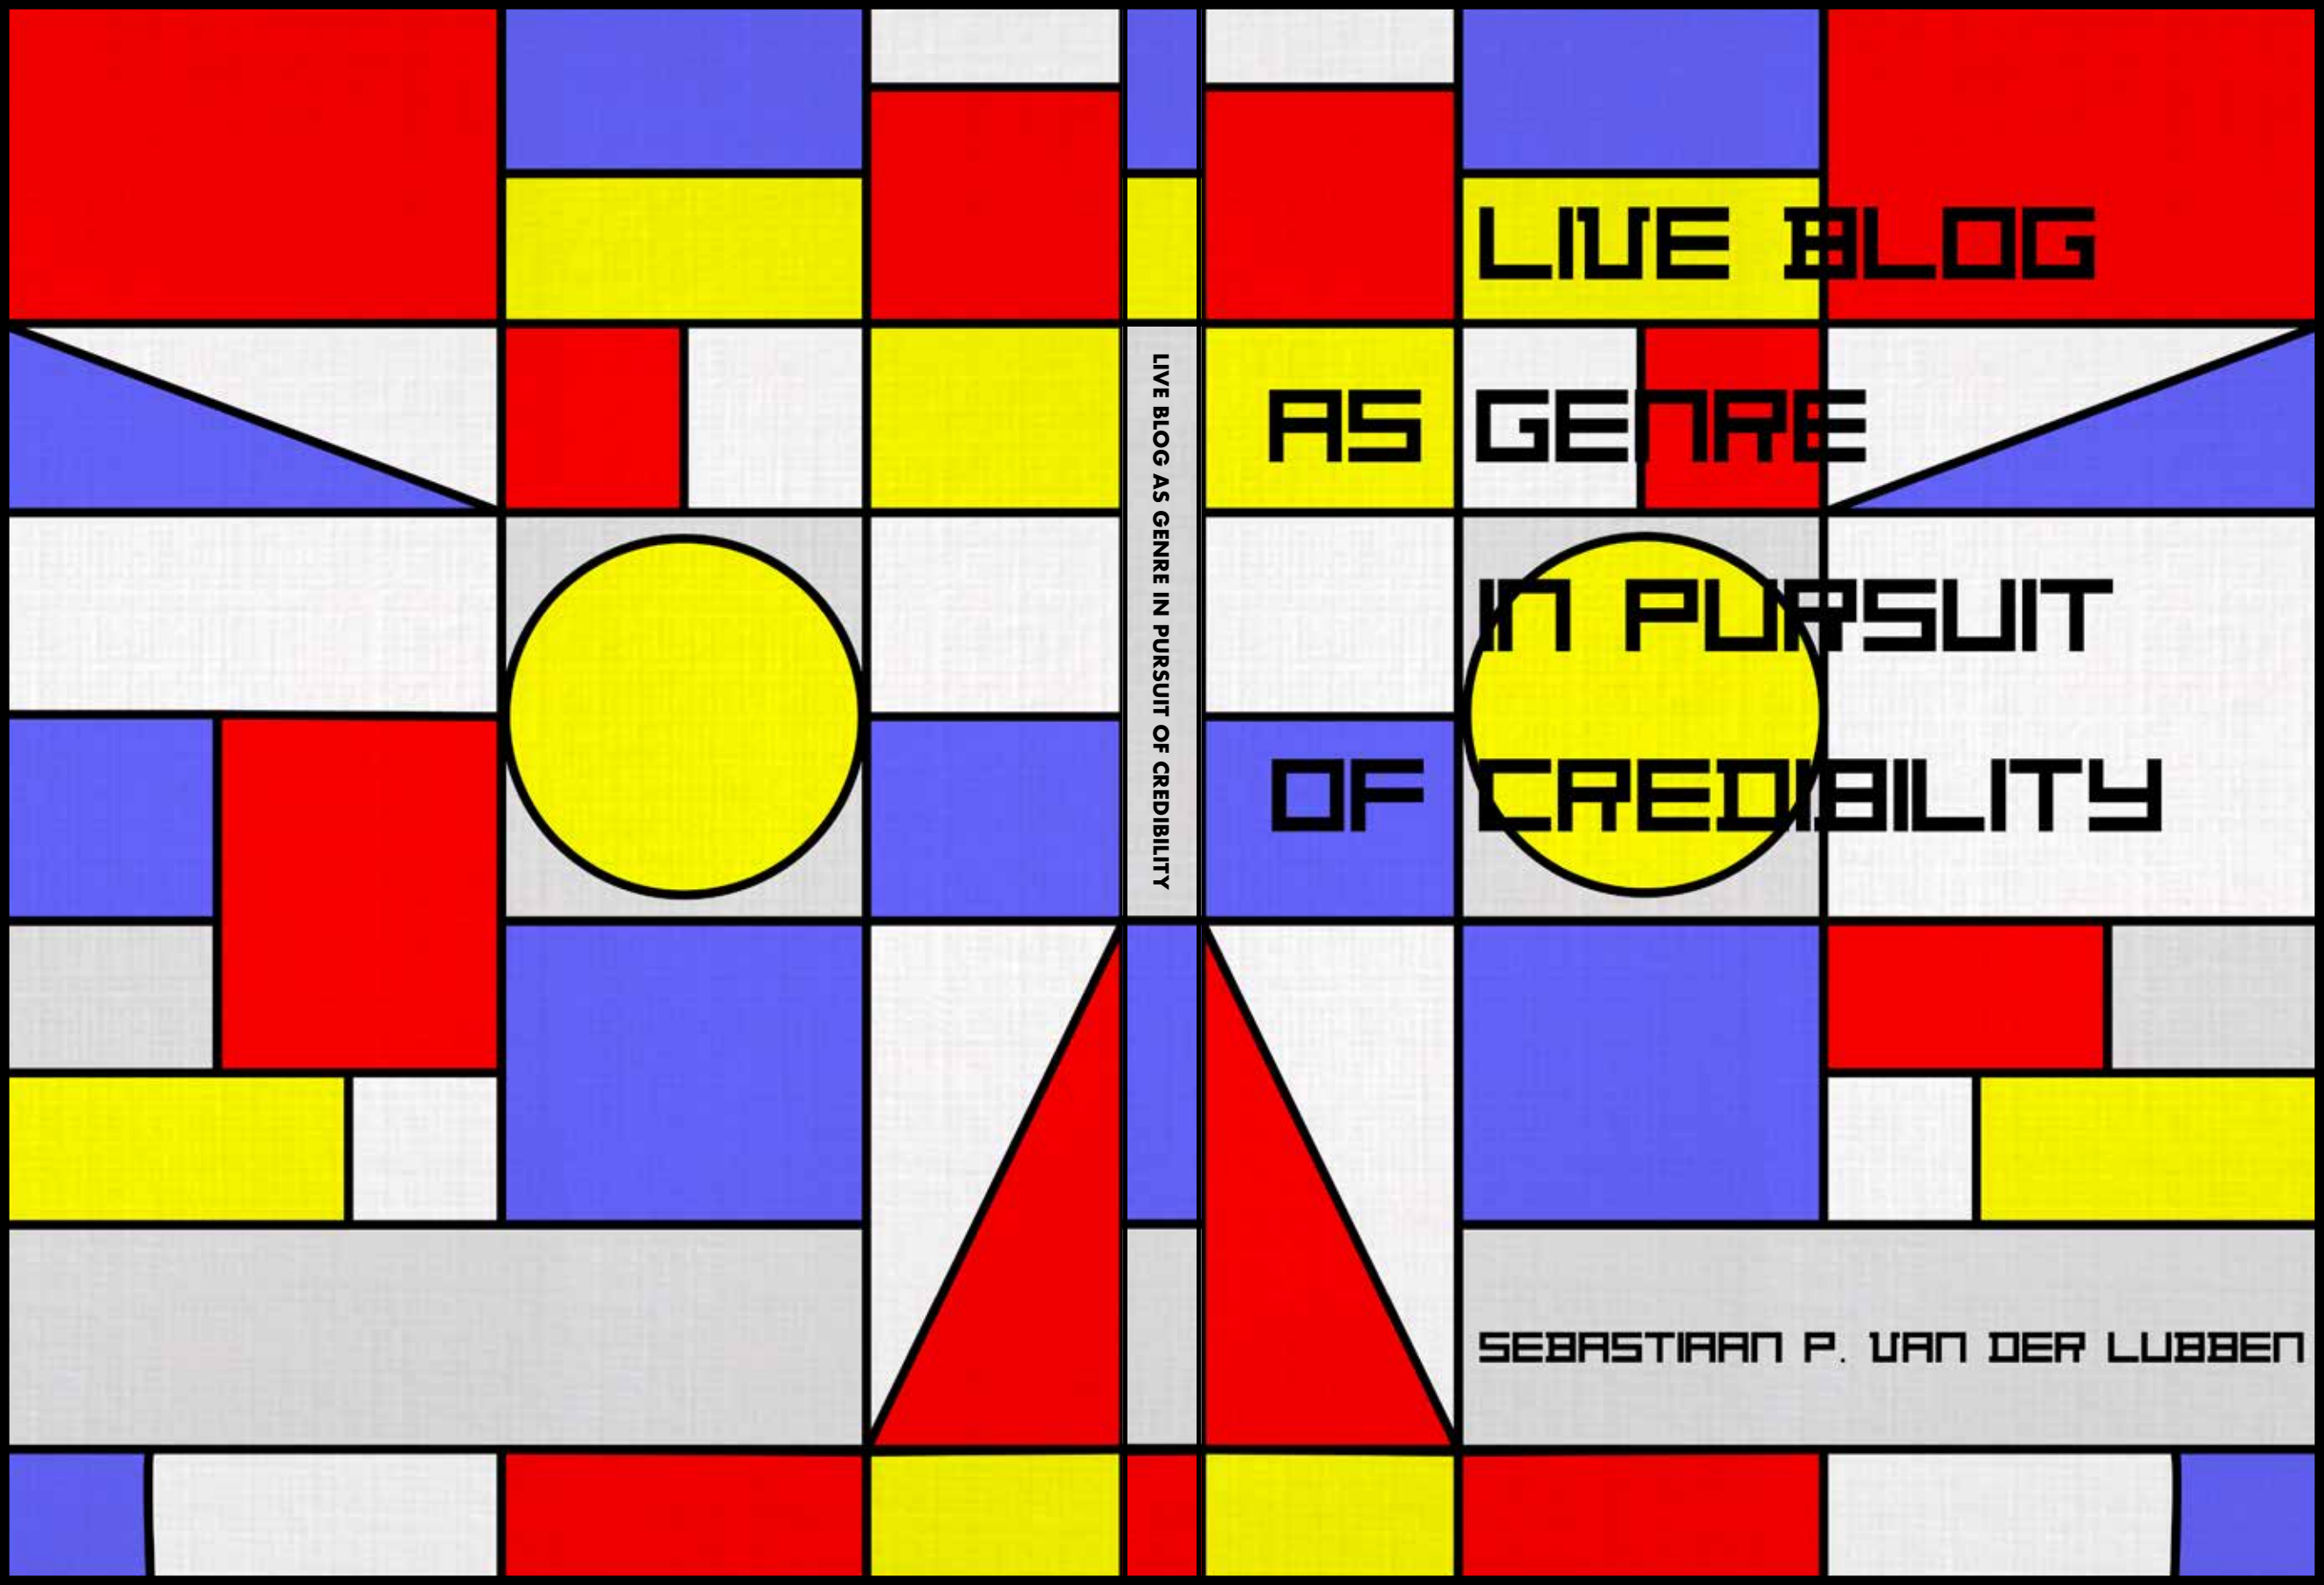 LIVE BLOG AS GENRE IN PURSUIT OF CREDIBILITY
LIVE BLOG
AS GENRE
IN PURSUIT
OF CREDIBILITY
SEBASTIAAN P. VAN DER LUBBEN